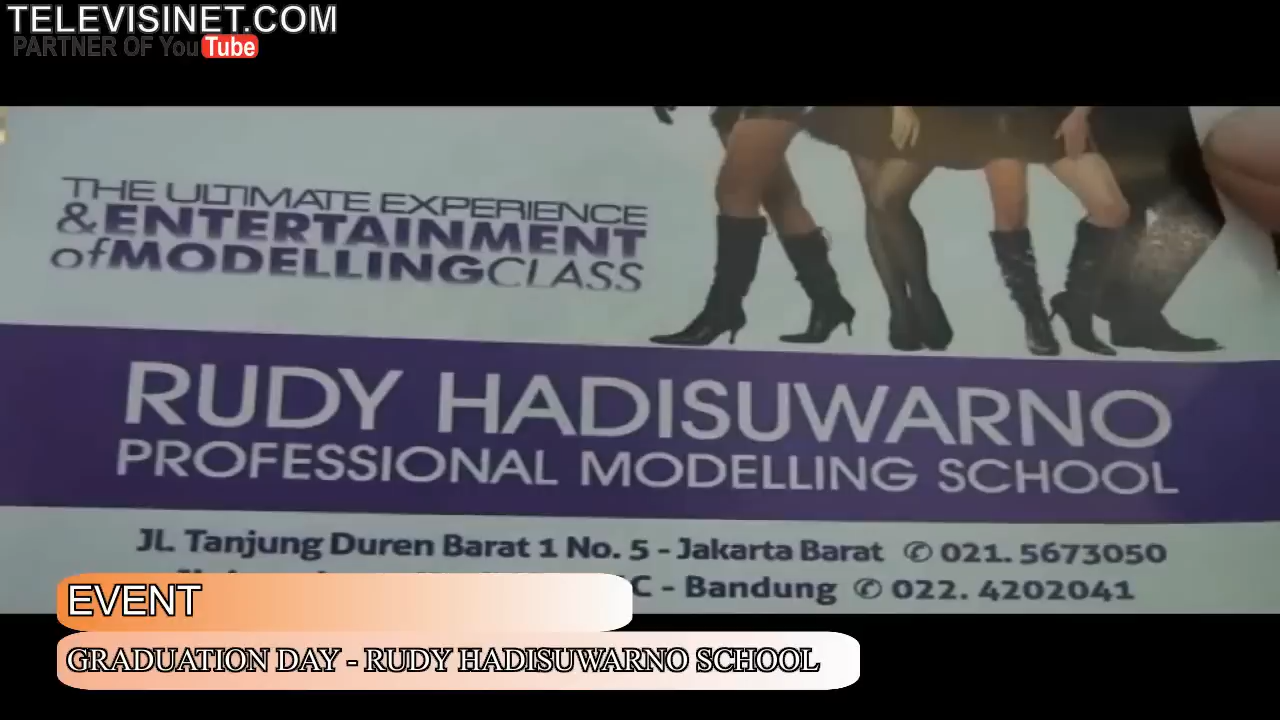 TELEVISINET.COM
PARTNER OF YouTube
THE ULTIMATE EXPERIENCE
& ENTERTAINMENT
of MODELLING CLASS
RUDY HADISUWARNO
PROFESSIONAL MODELLING SCHOOL
JL Tanjung Duren Barat 1 No. 5 - Jakarta Barat ✆ 021. 5673050
C - Bandung ✆ 022. 4202041
EVENT
GRADUATION DAY - RUDY HADISUWARNO SCHOOL